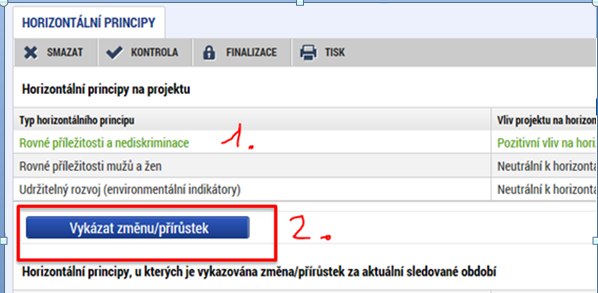 HORIZONTÁLNÍ PRINCIPY
SMAZAT KONTROLA FINALIZACE TISK
Horizontální principy na projektu
Typ horizontálního principu Vliv projektu na horizon
Rovné příležitosti a nediskriminace 1. Pozitivní vliv na hori
Rovné příležitosti mužů a žen Neutrální k horizonta
Udržitelný rozvoj (environmentální indikátory) Neutrální k horizonta
Vykázat změnu/přírůstek 2.
Horizontální principy, u kterých je vykazována změna/přírůstek za aktuální sledované období